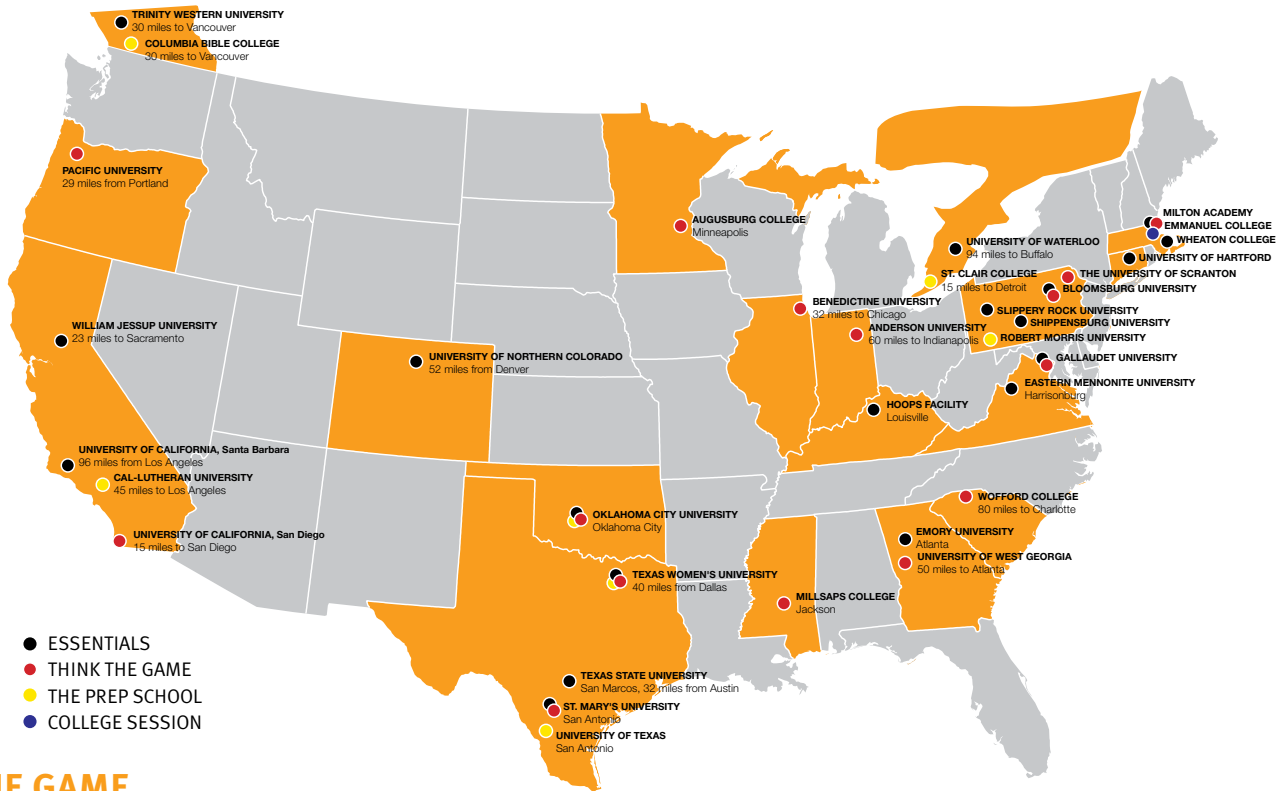 TRINITY WESTERN UNIVERSITY
30 miles to Vancouver
COLUMBIA BIBLE COLLEGE
30 miles to Vancouver
PACIFIC UNIVERSITY
29 miles from Portland
AUGUSBURG COLLEGE
Minneapolis
MILTON ACADEMY
EMMANUEL COLLEGE
WHEATON COLLEGE
UNIVERSITY OF WATERLOO
94 miles to Buffalo
UNIVERSITY OF HARTFORD
ST. CLAIR COLLEGE
15 miles to Detroit
THE UNIVERSITY OF SCRANTON
BLOOMSBURG UNIVERSITY
BENEDICTINE UNIVERSITY
32 miles to Chicago
SLIPPERY ROCK UNIVERSITY
SHIPPENSBURG UNIVERSITY
WILLIAM JESSUP UNIVERSITY
23 miles to Sacramento
ANDERSON UNIVERSITY
60 miles to Indianapolis
ROBERT MORRIS UNIVERSITY
UNIVERSITY OF NORTHERN COLORADO
52 miles from Denver
GALLAUDET UNIVERSITY
EASTERN MENNONITE UNIVERSITY
Harrisonburg
HOOPS FACILITY
Louisville
UNIVERSITY OF CALIFORNIA, Santa Barbara
96 miles from Los Angeles
CAL-LUTHERAN UNIVERSITY
45 miles to Los Angeles
WOFFORD COLLEGE
80 miles to Charlotte
OKLAHOMA CITY UNIVERSITY
Oklahoma City
UNIVERSITY OF CALIFORNIA, San Diego
15 miles to San Diego
EMORY UNIVERSITY
Atlanta
UNIVERSITY OF WEST GEORGIA
50 miles to Atlanta
TEXAS WOMEN'S UNIVERSITY
40 miles from Dallas
MILLSAPS COLLEGE
Jackson
ESSENTIALS
THINK THE GAME
THE PREP SCHOOL
COLLEGE SESSION
TEXAS STATE UNIVERSITY
San Marcos, 32 miles from Austin
ST. MARY'S UNIVERSITY
San Antonio
UNIVERSITY OF TEXAS
San Antonio
GAME